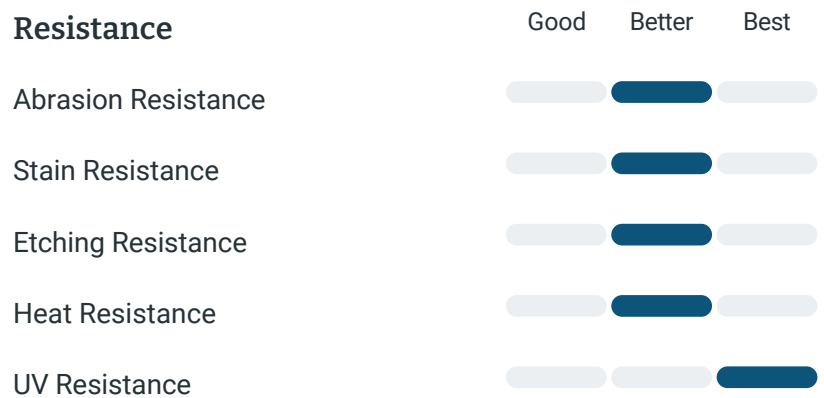 Resistance Good Better Best
Abrasion Resistance
Stain Resistance
Etching Resistance
Heat Resistance
UV Resistance